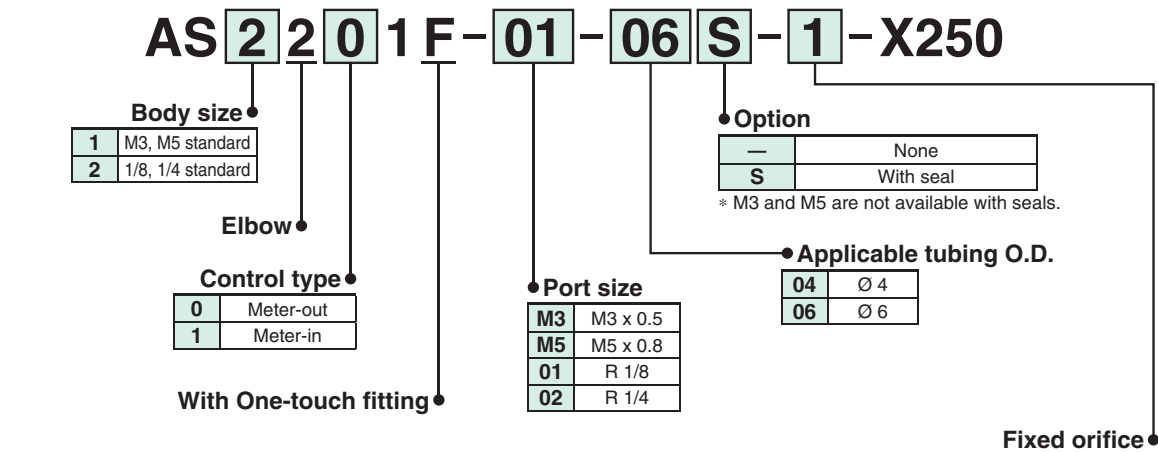 AS 2 2 0 1 F - 01 - 06 S - 1 - X250
Body size
1 M3, M5 standard
2 1/8, 1/4 standard
Elbow
Control type
0 Meter-out
1 Meter-in
With One-touch fitting
Port size
M3 M3 x 0.5
M5 M5 x 0.8
01 R 1/8
02 R 1/4
Option
— None
S With seal
* M3 and M5 are not available with seals.
Applicable tubing O.D.
04 Ø 4
06 Ø 6
Fixed orifice